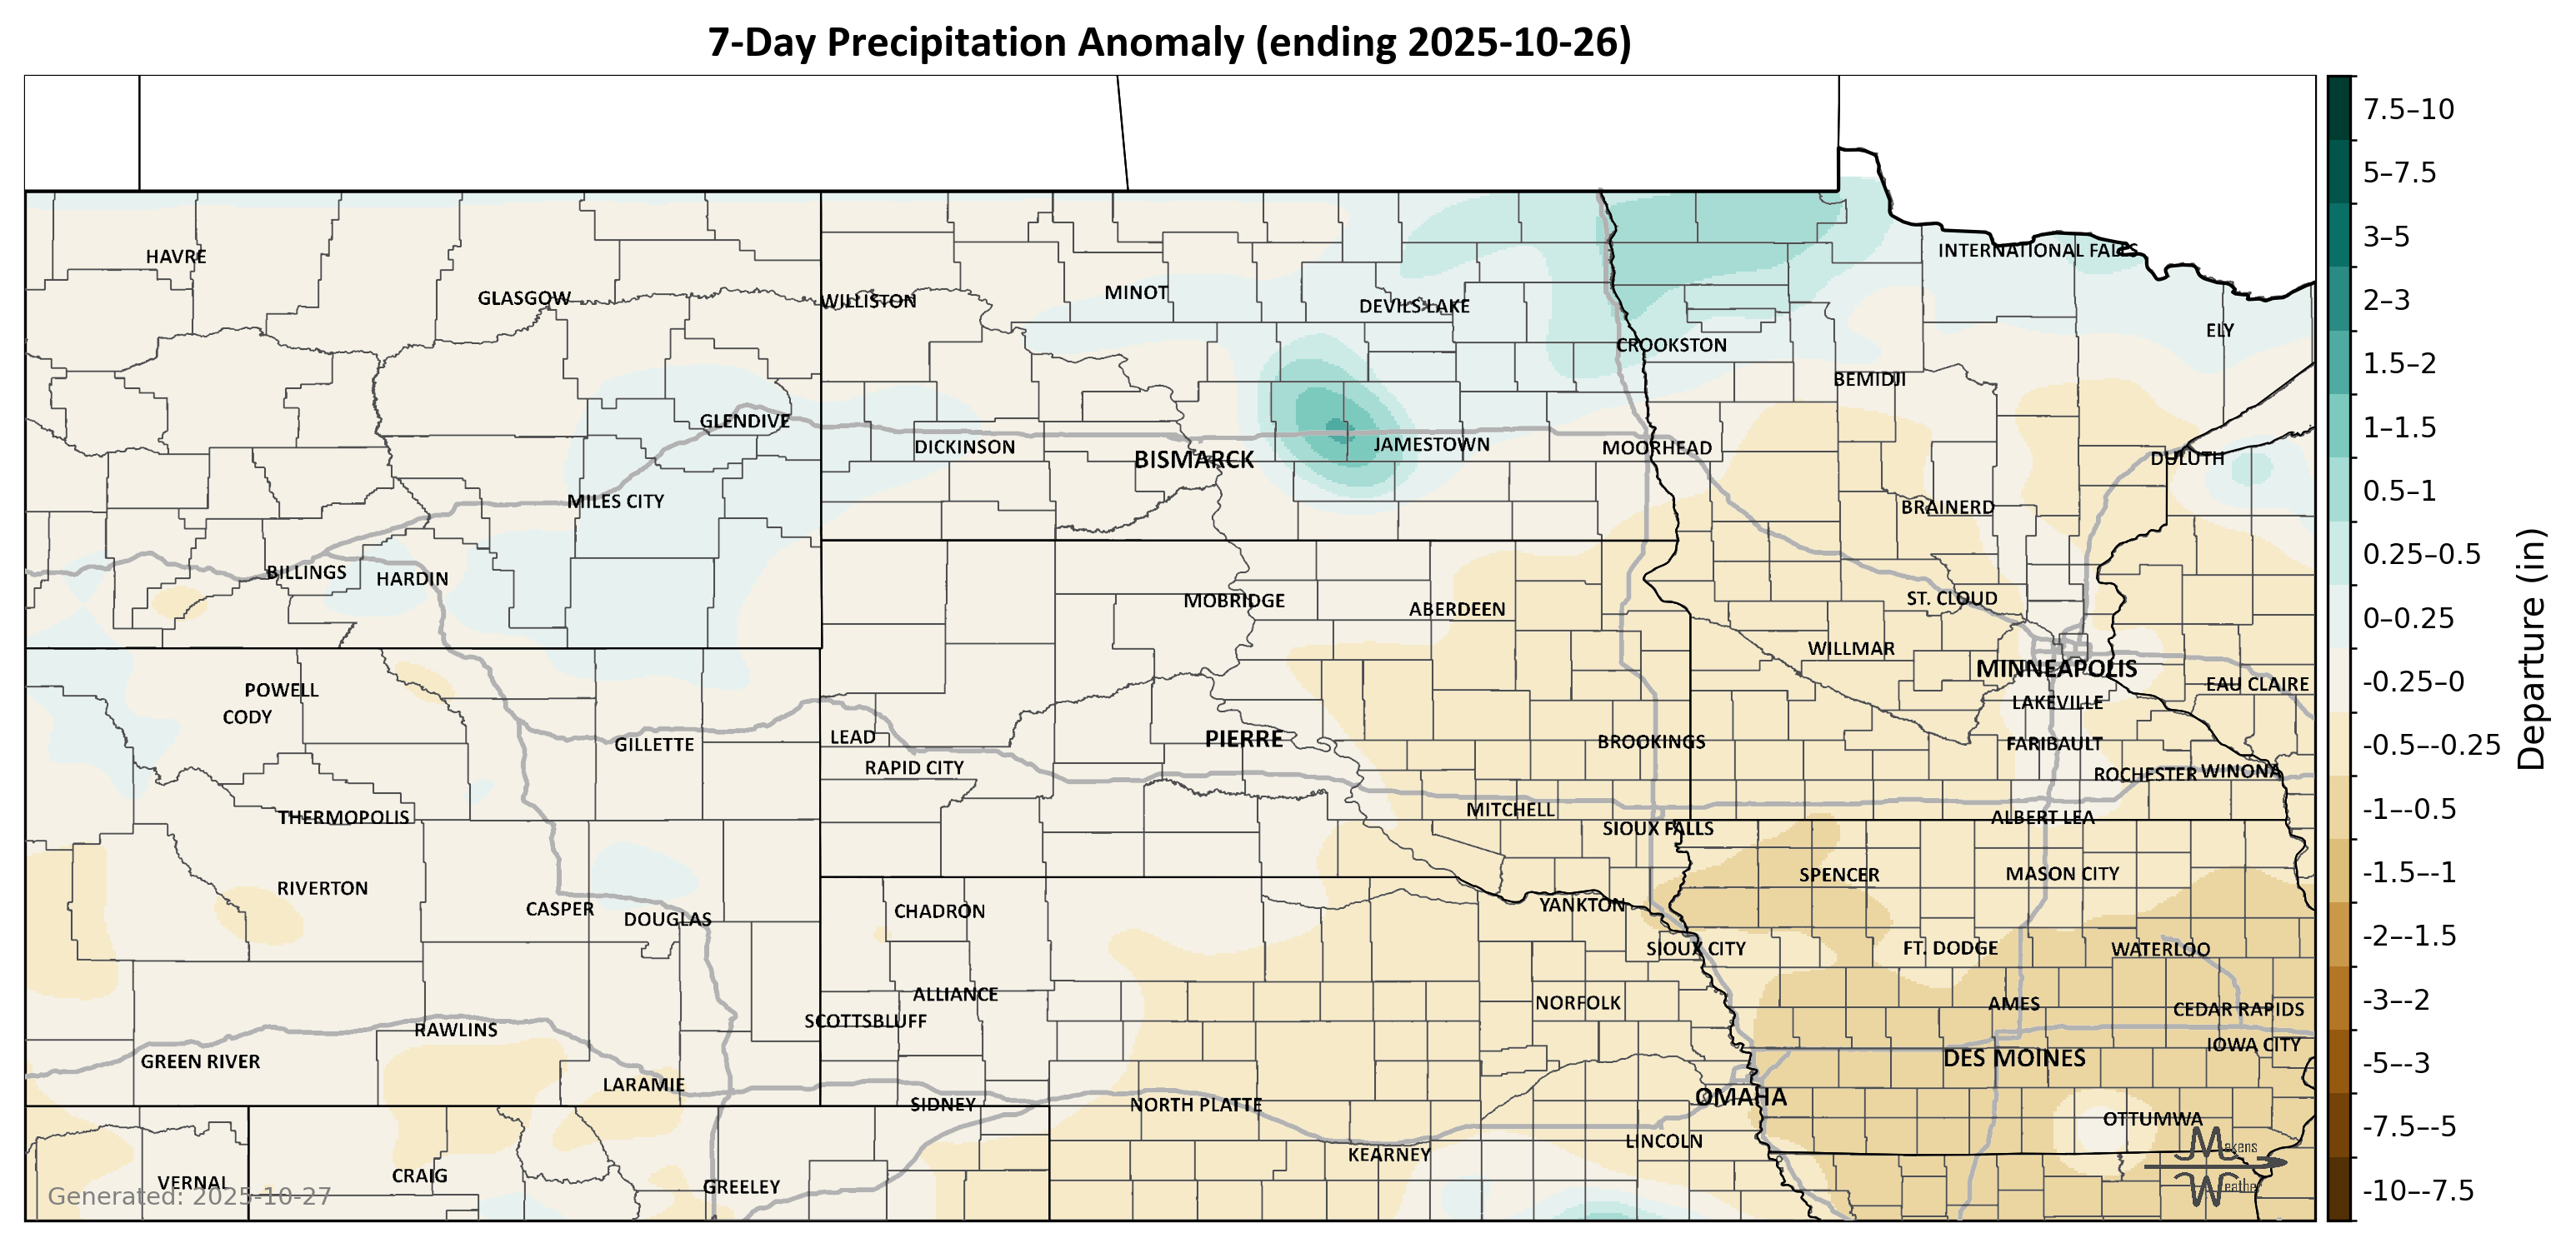 7-Day Precipitation Anomaly (ending 2025-10-26)
HAVRE
GLASGOW
WILLISTON
MINOT
DEVILS LAKE
INTERNATIONAL FALLS
ELY
CROOKSTON
BEMIDJI
GLENDIVE
DICKINSON
BISMARCK
JAMESTOWN
MOORHEAD
DULUTH
MILES CITY
BRAINERD
BILLINGS
HARDIN
MOBRIDGE
ABERDEEN
ST. CLOUD
WILLMAR
MINNEAPOLIS
EAU CLAIRE
LAKEVILLE
POWELL
CODY
GILLETTE
LEAD
PIERRE
BROOKINGS
FARIBAULT
RAPID CITY
ROCHESTER
WINONA
THERMOPOLIS
MITCHELL
SIOUX FALLS
ALBERT LEA
RIVERTON
CASPER
DOUGLAS
CHADRON
YANKTON
SPENCER
MASON CITY
SIOUX CITY
FT. DODGE
WATERLOO
ALLIANCE
NORFOLK
AMES
CEDAR RAPIDS
SCOTTSBLUFF
RAWLINS
IOWA CITY
GREEN RIVER
DES MOINES
LARAMIE
SIDNEY
NORTH PLATTE
OMAHA
OTTUMWA
LINCOLN
KEARNEY
VERNAL
CRAIG
GREELEY
Generated: 2025-10-27
Makens
Weather
7.5–10
5–7.5
3–5
2–3
1.5–2
1–1.5
0.5–1
0.25–0.5
0–0.25
-0.25–0
-0.5–-0.25
-1–-0.5
-1.5–-1
-2–-1.5
-3–-2
-5–-3
-7.5–-5
-10–-7.5
Departure (in)